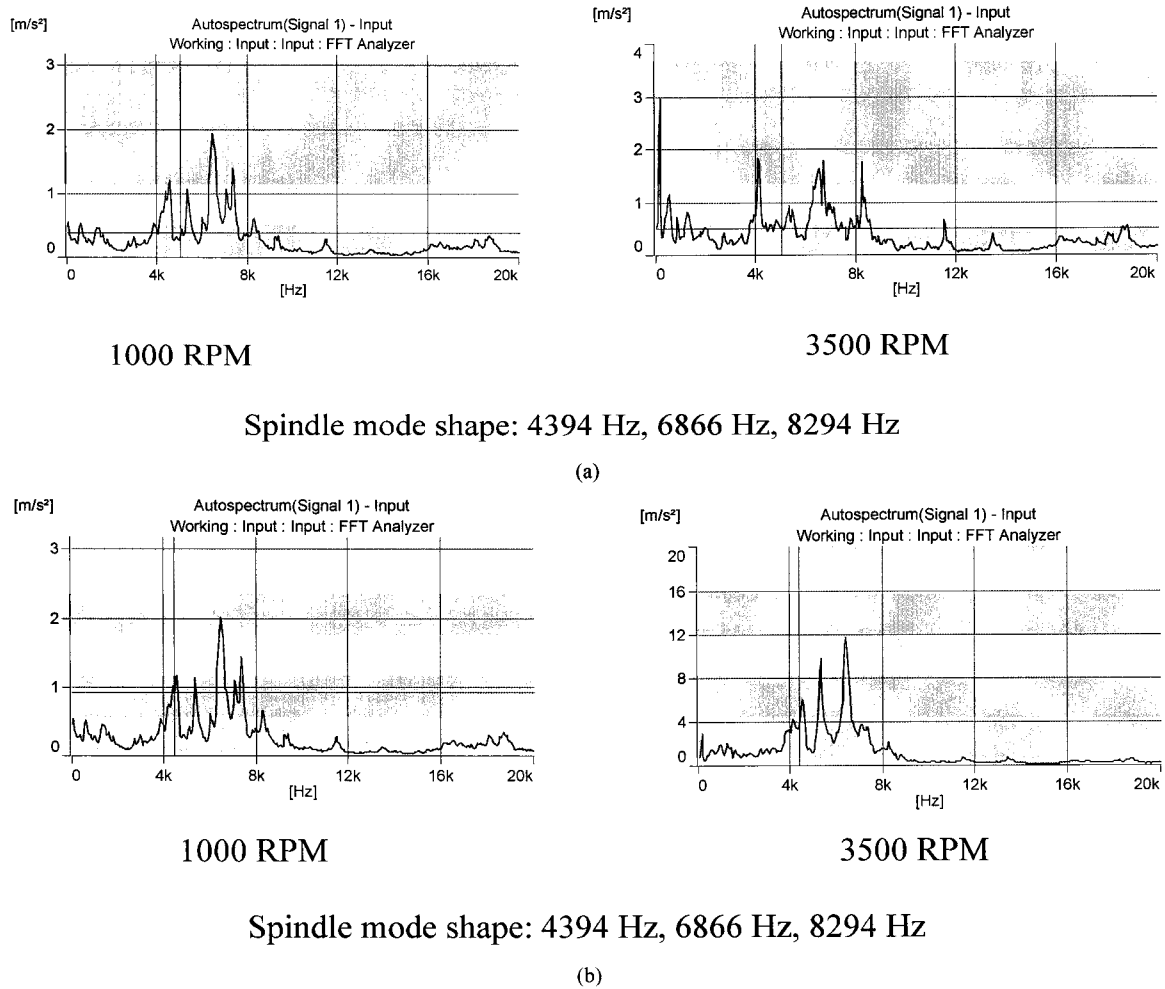 [m/s²]
Autospectrum(Signal 1) - Input
Working : Input : Input : FFT Analyzer
3
2
1
0
0 4k 8k 12k 16k 20k
[Hz]
1000 RPM
[m/s²]
Autospectrum(Signal 1) - Input
Working : Input : Input : FFT Analyzer
4
3
2
1
0
0 4k 8k 12k 16k 20k
[Hz]
3500 RPM
Spindle mode shape: 4394 Hz, 6866 Hz, 8294 Hz
(a)
[m/s²]
Autospectrum(Signal 1) - Input
Working : Input : Input : FFT Analyzer
3
2
1
0
0 4k 8k 12k 16k 20k
[Hz]
1000 RPM
[m/s²]
Autospectrum(Signal 1) - Input
Working : Input : Input : FFT Analyzer
20
16
12
8
4
0
0 4k 8k 12k 16k 20k
[Hz]
3500 RPM
Spindle mode shape: 4394 Hz, 6866 Hz, 8294 Hz
(b)